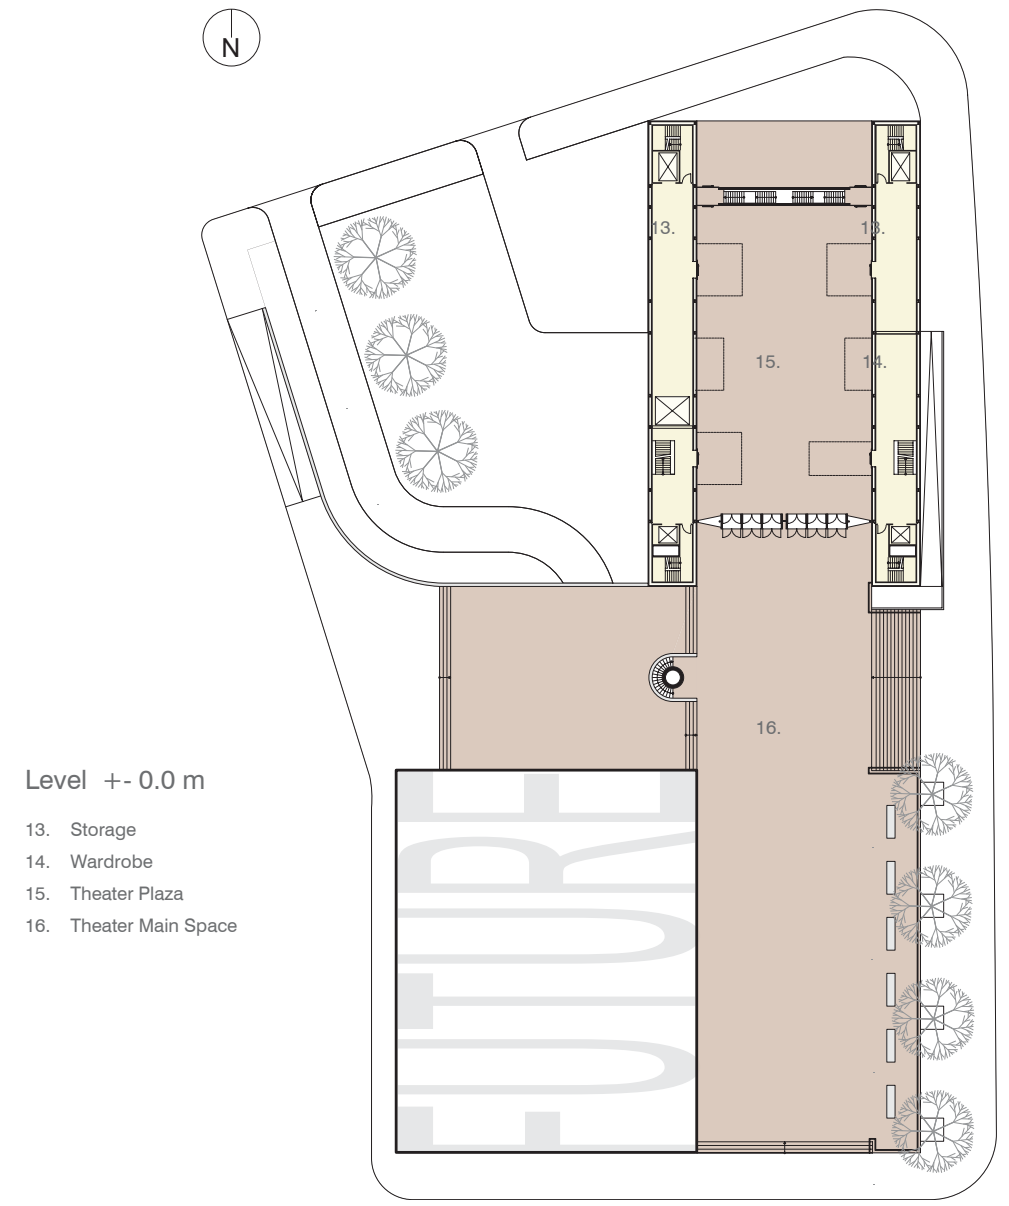 N
13.
13.
15.
14.
16.
Level +- 0.0 m
13. Storage
14. Wardrobe
15. Theater Plaza
16. Theater Main Space
FUTURE